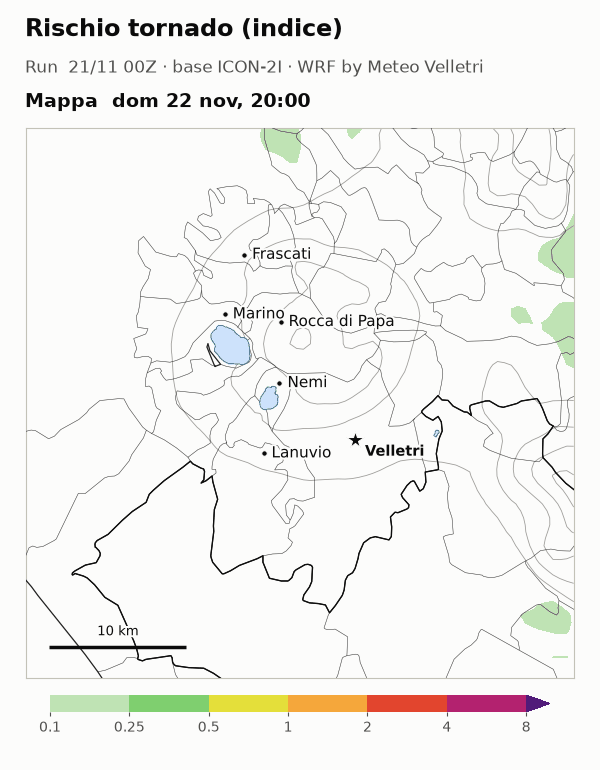 Rischio tornado (indice)
Run  21/11 00Z · base ICON-2I · WRF by Meteo Velletri
Mappa  dom 22 nov, 20:00
Frascati
Marino
Rocca di Papa
Nemi
Lanuvio
Velletri
10 km
0.1 0.25 0.5 1 2 4 8